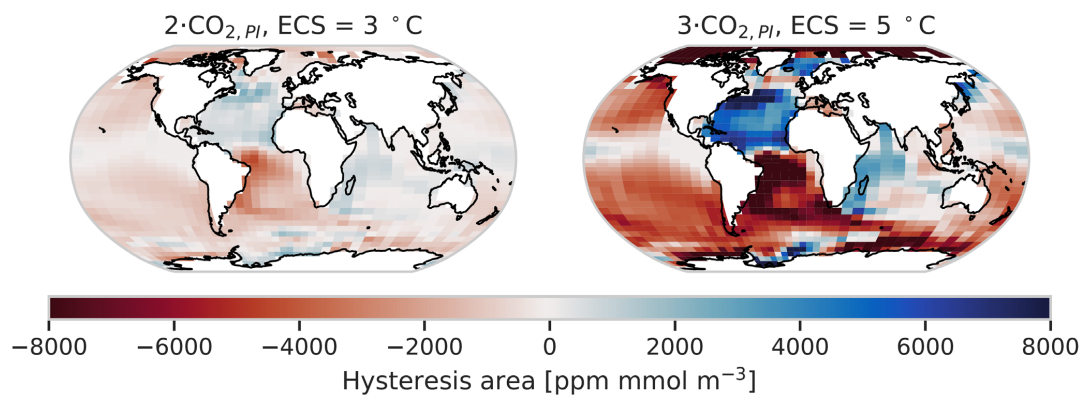 2·CO₂,PI, ECS = 3 °C
3·CO₂,PI, ECS = 5 °C
−8000 −6000 −4000 −2000 0 2000 4000 6000 8000
Hysteresis area [ppm mmol m⁻³]